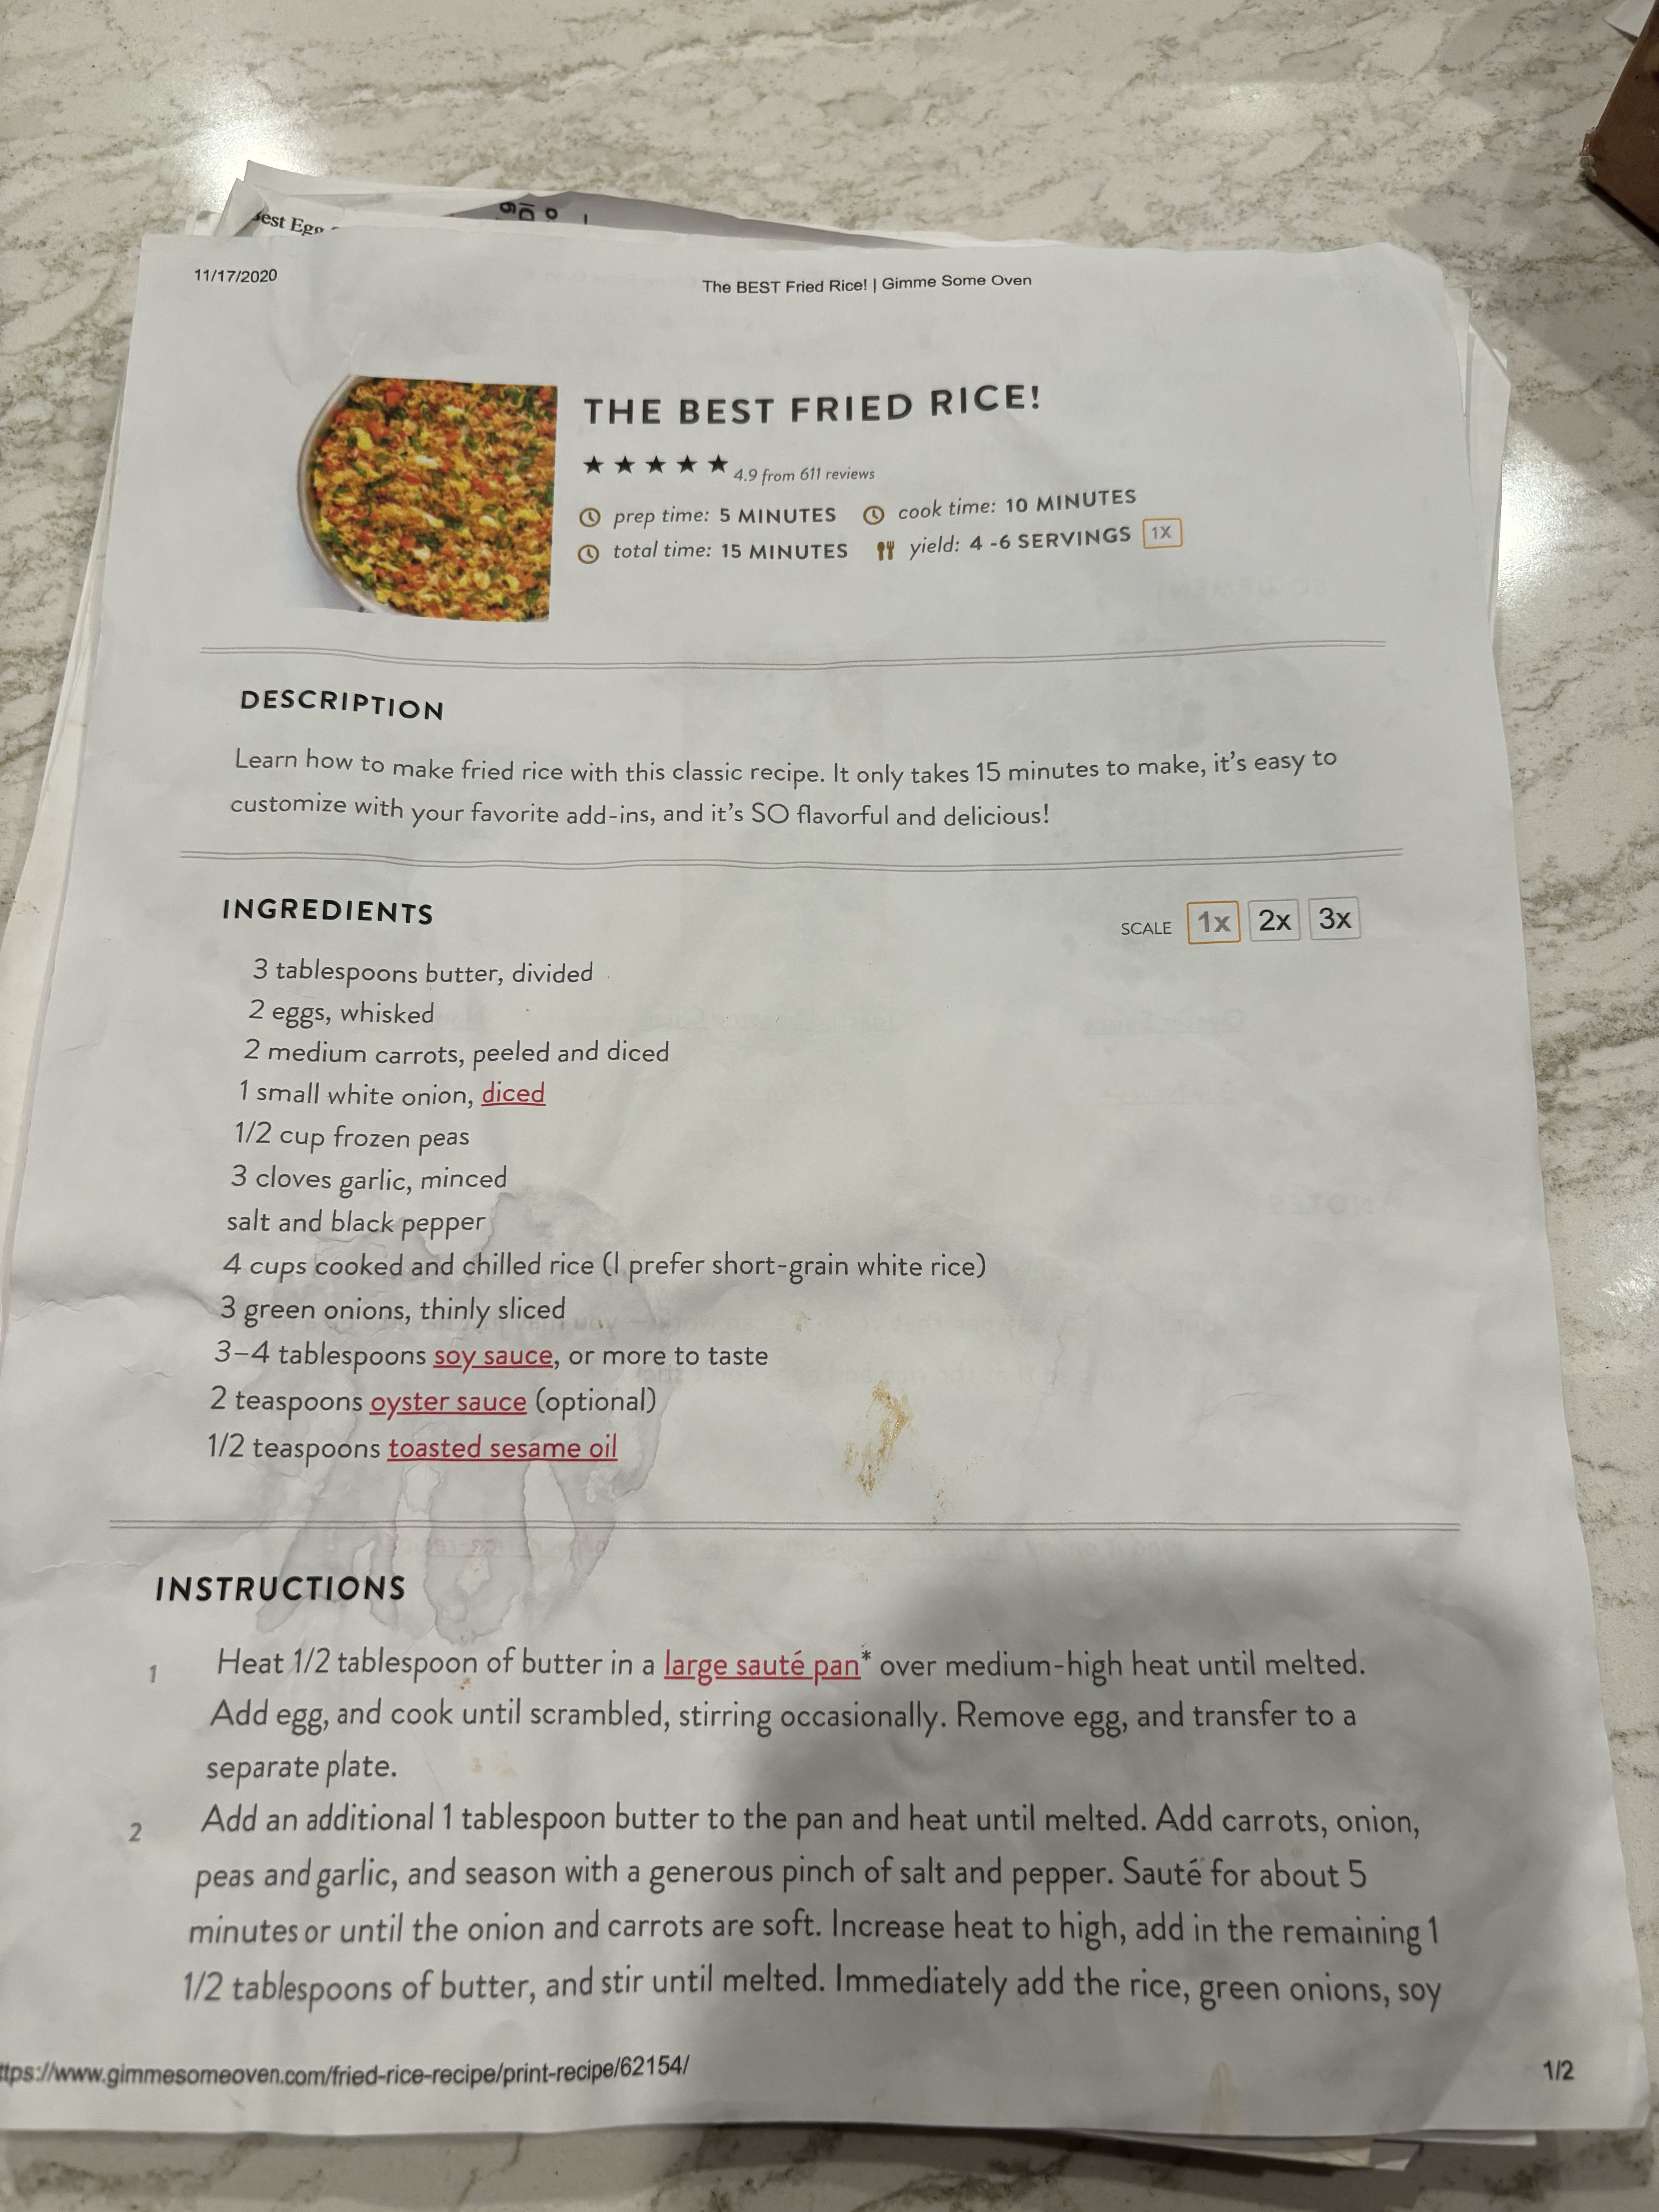 est Egg
11/17/2020
The BEST Fried Rice! | Gimme Some Oven
THE BEST FRIED RICE!
★ ★ ★ ★ ★ 4.9 from 611 reviews
prep time: 5 MINUTES cook time: 10 MINUTES
total time: 15 MINUTES yield: 4 -6 SERVINGS 1X
DESCRIPTION
Learn how to make fried rice with this classic recipe. It only takes 15 minutes to make, it's easy to
customize with your favorite add-ins, and it's SO flavorful and delicious!
INGREDIENTS
SCALE 1x 2x 3x
3 tablespoons butter, divided
2 eggs, whisked
2 medium carrots, peeled and diced
1 small white onion, diced
1/2 cup frozen peas
3 cloves garlic, minced
salt and black pepper
4 cups cooked and chilled rice (I prefer short-grain white rice)
3 green onions, thinly sliced
3–4 tablespoons soy sauce, or more to taste
2 teaspoons oyster sauce (optional)
1/2 teaspoons toasted sesame oil
INSTRUCTIONS
1 Heat 1/2 tablespoon of butter in a large sauté pan* over medium-high heat until melted.
Add egg, and cook until scrambled, stirring occasionally. Remove egg, and transfer to a
separate plate.
2 Add an additional 1 tablespoon butter to the pan and heat until melted. Add carrots, onion,
peas and garlic, and season with a generous pinch of salt and pepper. Sauté for about 5
minutes or until the onion and carrots are soft. Increase heat to high, add in the remaining 1
1/2 tablespoons of butter, and stir until melted. Immediately add the rice, green onions, soy
ttps://www.gimmesomeoven.com/fried-rice-recipe/print-recipe/62154/
1/2